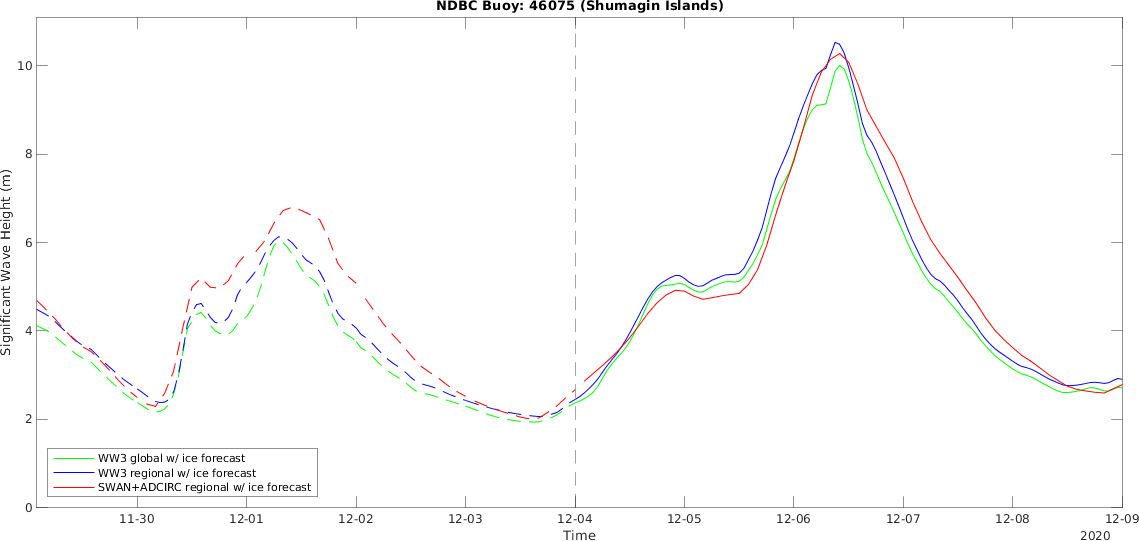 NDBC Buoy: 46075 (Shumagin Islands)
Significant Wave Height (m)
10
8
6
4
2
0
WW3 global w/ ice forecast
WW3 regional w/ ice forecast
SWAN+ADCIRC regional w/ ice forecast
11-30 12-01 12-02 12-03 12-04 12-05 12-06 12-07 12-08 12-09
Time
2020